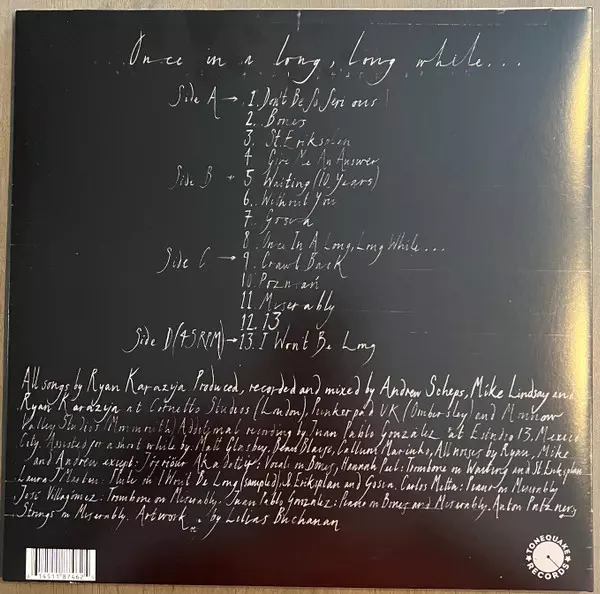 Once in a long, long while...
Side A → 1. Don't Be So Serious
2. Bones
3. St. Eriksplan
4. Give Me An Answer
Side B → 5. Waiting (10 Years)
6. Without You
7. Gosia
8. Once In A Long, Long While...
Side C → 9. Crawl Back
10. Poznań
11. Miserably
12. 13
Side D (45RPM) → 13. I Won't Be Long
All songs by Ryan Karazija Produced, recorded and mixed by Andrew Scheps, Mike Lindsay and
Ryan Karazija at Cornetto Studios (London), Punkerpad UK (Ombersley) and Monnow
Valley Studios (Monmouth) Additional recording by Juan Pablo González at Estudio 13, Mexico
City. Assisted for a short while by: Matt Glasbey, Callum Marinho, All noises by Ryan, Mike
and Andrew except: AKA Vocal on Bones, Hannah Peel: Trombone on Waiting and St. Eriksplan
Laura Flute on I Won't Be Long (sampled), St Eriksplan and Gosia. Carlos Piano on Miserably
José Villagómez: Trombone on Miserably. Juan Pablo González: Piano on Bones and Miserably. Anton Patzner:
Strings on Miserably. Artwork by Lilias Buchanan
TONEQUAKE RECORDS